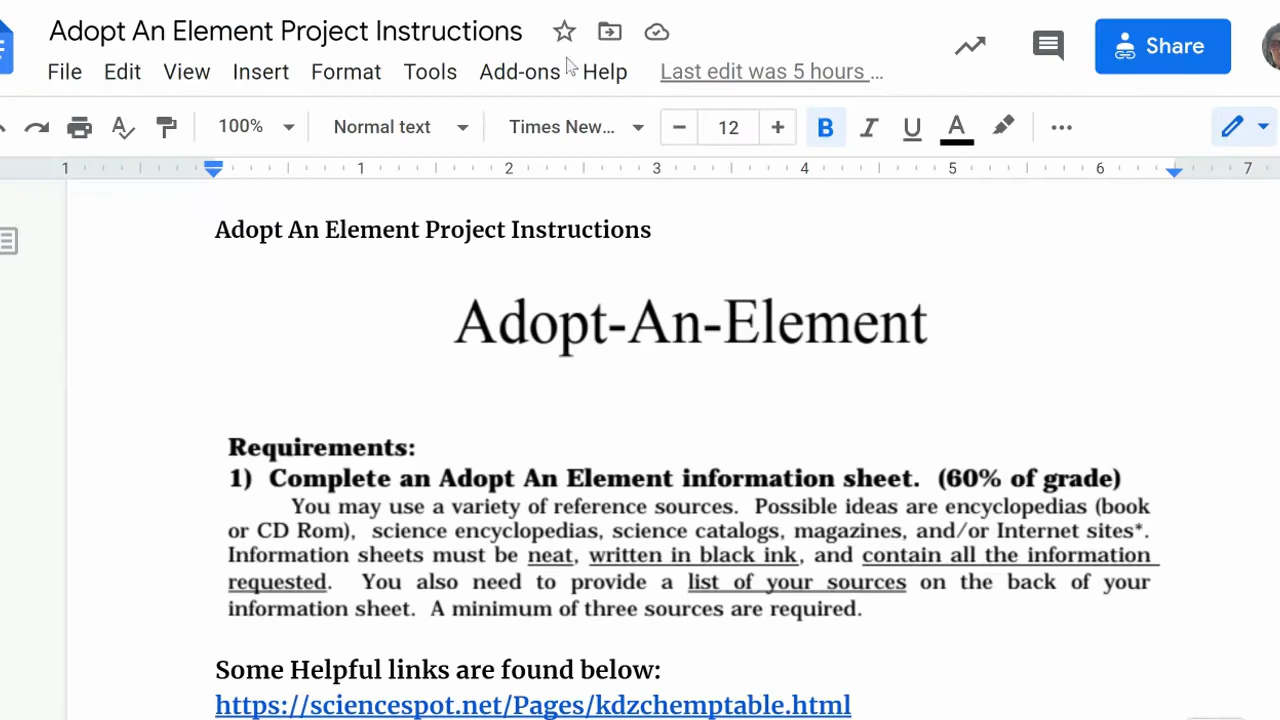 Adopt An Element Project Instructions
File Edit View Insert Format Tools Add-ons Help Last edit was 5 hours ...
Share
100% Normal text Times New... − 12 + B I U A ...
1 1 2 3 4 5 6 7
Adopt An Element Project Instructions
Adopt-An-Element
Requirements:
1) Complete an Adopt An Element information sheet. (60% of grade)
You may use a variety of reference sources. Possible ideas are encyclopedias (book
or CD Rom), science encyclopedias, science catalogs, magazines, and/or Internet sites*.
Information sheets must be neat, written in black ink, and contain all the information
requested. You also need to provide a list of your sources on the back of your
information sheet. A minimum of three sources are required.
Some Helpful links are found below:
https://sciencespot.net/Pages/kdzchemptable.html